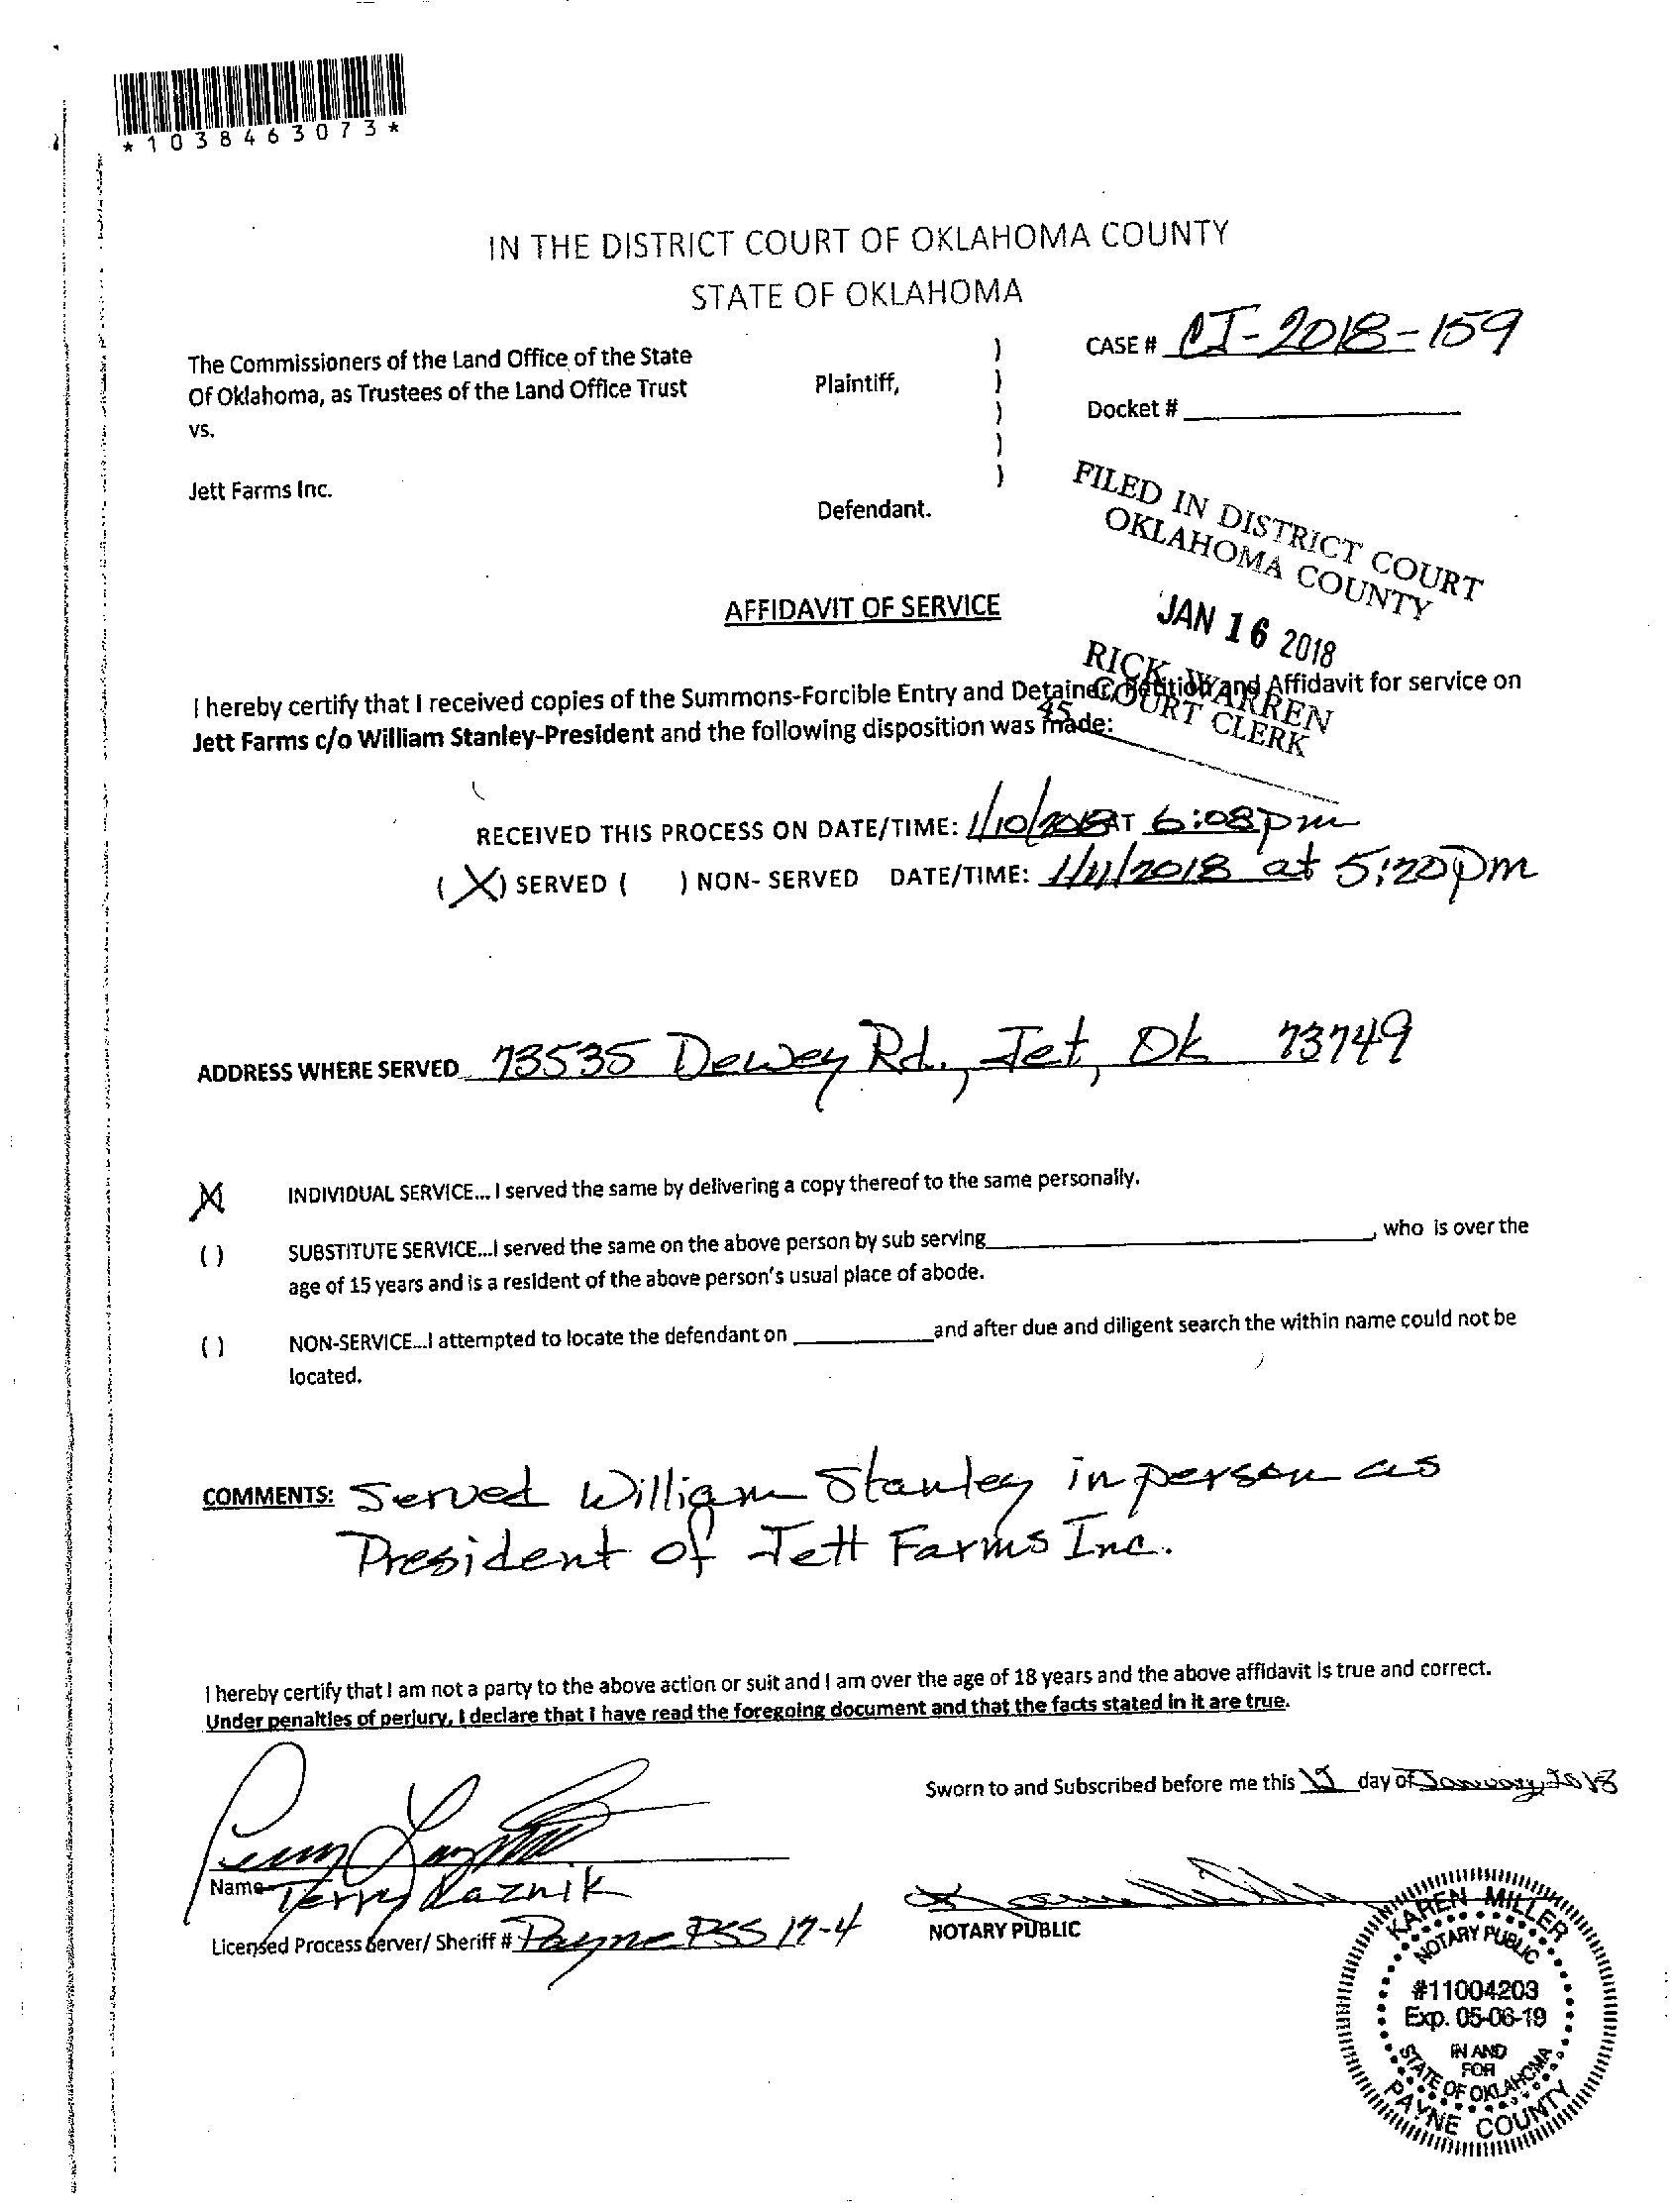 *1038463073*
IN THE DISTRICT COURT OF OKLAHOMA COUNTY
STATE OF OKLAHOMA
The Commissioners of the Land Office of the State
Of Oklahoma, as Trustees of the Land Office Trust
Plaintiff,
vs.
Jett Farms Inc.
Defendant.
)
)
)
)
)
CASE # CJ-2018-159
Docket #
FILED IN DISTRICT COURT
OKLAHOMA COUNTY
JAN 16 2018
RICK WARREN
COURT CLERK
45
AFFIDAVIT OF SERVICE
I hereby certify that I received copies of the Summons-Forcible Entry and Detainer, Petition and Affidavit for service on
Jett Farms c/o William Stanley-President and the following disposition was made:
RECEIVED THIS PROCESS ON DATE/TIME: 1/10/2018 AT 6:08pm
(X) SERVED ( ) NON- SERVED DATE/TIME: 1/11/2018 at 5:20pm
ADDRESS WHERE SERVED 73535 Dewey Rd., Jet, Ok 73749
X INDIVIDUAL SERVICE... I served the same by delivering a copy thereof to the same personally.
( ) SUBSTITUTE SERVICE...I served the same on the above person by sub serving , who is over the
age of 15 years and is a resident of the above person's usual place of abode.
( ) NON-SERVICE...I attempted to locate the defendant on and after due and diligent search the within name could not be
located.
COMMENTS: Served William Stanley in person as
President of Jett Farms Inc.
I hereby certify that I am not a party to the above action or suit and I am over the age of 18 years and the above affidavit is true and correct.
Under penalties of perjury, I declare that I have read the foregoing document and that the facts stated in it are true.
Sworn to and Subscribed before me this day of January, 2018
Name Terry Laznik
Licensed Process Server/ Sheriff # Payne PSS 17-4
NOTARY PUBLIC
KAREN MILLER
NOTARY PUBLIC
#11004203
Exp. 05-06-19
IN AND
FOR
STATE OF OKLAHOMA
PAYNE COUNTY